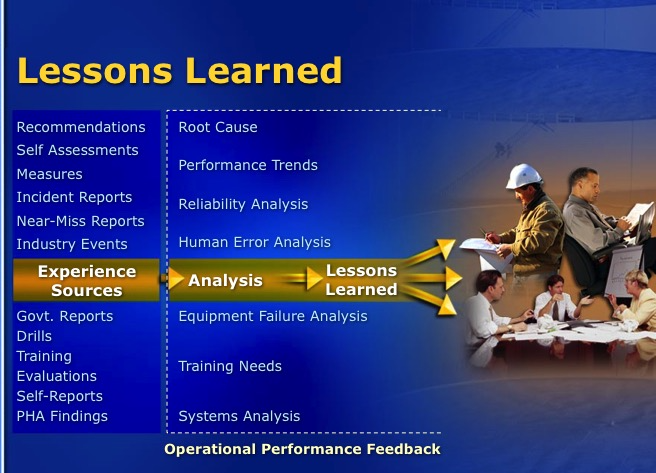 Lessons Learned
Recommendations
Self Assessments
Measures
Incident Reports
Near-Miss Reports
Industry Events
Experience
Sources
Govt. Reports
Drills
Training
Evaluations
Self-Reports
PHA Findings
Root Cause
Performance Trends
Reliability Analysis
Human Error Analysis
Analysis
Lessons
Learned
Equipment Failure Analysis
Training Needs
Systems Analysis
Operational Performance Feedback